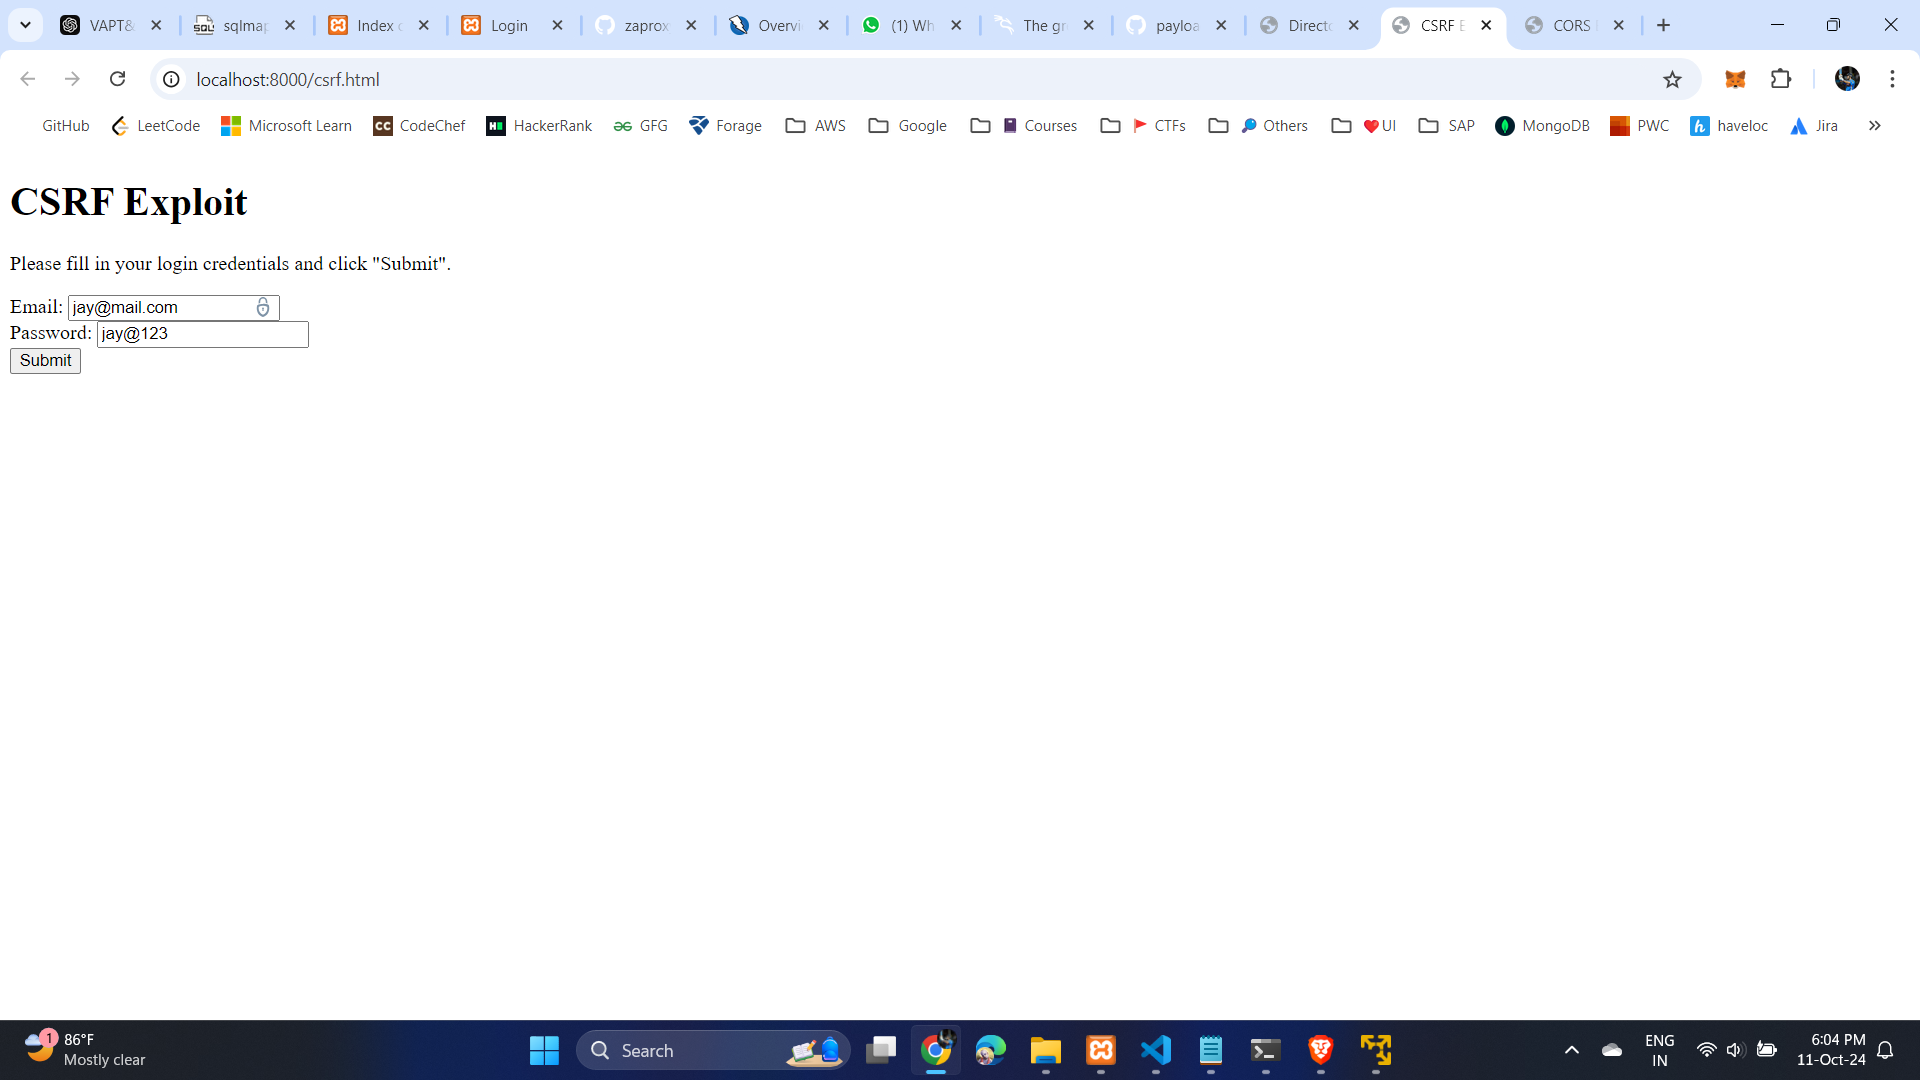 VAPT&
sqlmap
Index o
Login
zaprox
Overvi
(1) Wh
The gr
payloa
Directo
CSRF E
CORS
localhost:8000/csrf.html
GitHub
LeetCode
Microsoft Learn
CodeChef
HackerRank
GFG
Forage
AWS
Google
Courses
CTFs
Others
UI
SAP
MongoDB
PWC
haveloc
Jira
CSRF Exploit
Please fill in your login credentials and click "Submit".
Email: jay@mail.com
Password: jay@123
Submit
1
86°F
Mostly clear
Search
ENG
IN
6:04 PM
11-Oct-24